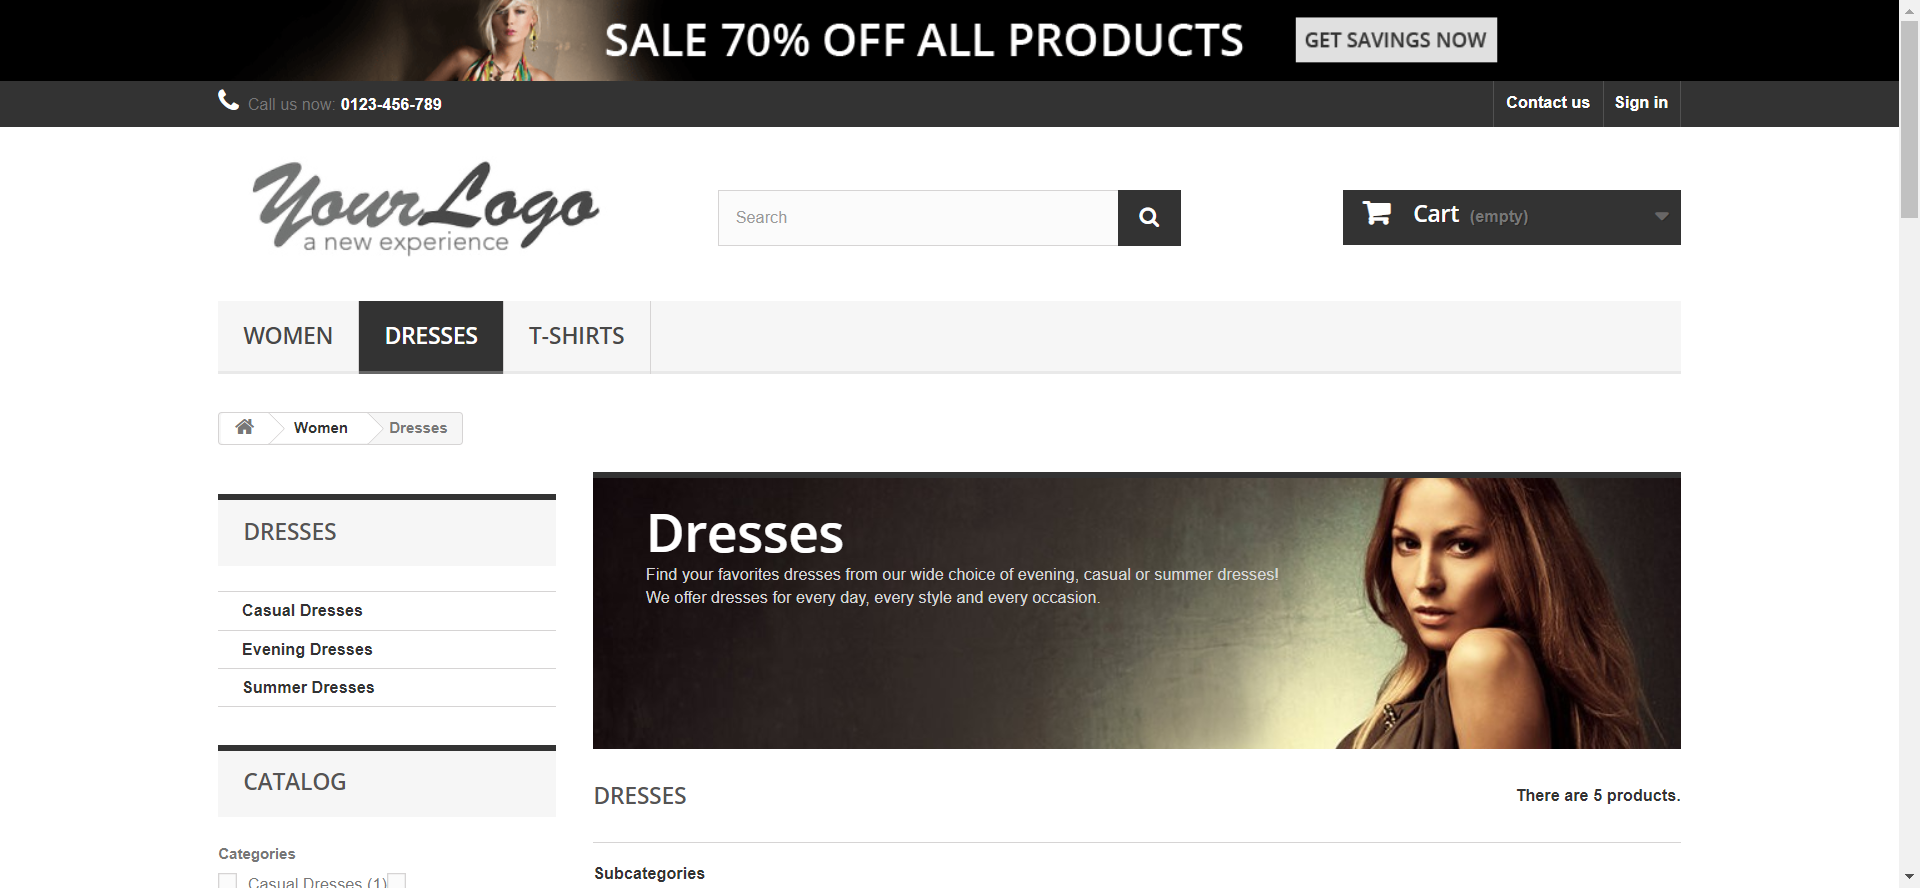 SALE 70% OFF ALL PRODUCTS
GET SAVINGS NOW
Call us now: 0123-456-789
Contact us
Sign in
Your Logo
a new experience
Search
Cart (empty)
WOMEN
DRESSES
T-SHIRTS
Women
Dresses
DRESSES
Casual Dresses
Evening Dresses
Summer Dresses
CATALOG
Categories
Casual Dresses (1)
Dresses
Find your favorites dresses from our wide choice of evening, casual or summer dresses!
We offer dresses for every day, every style and every occasion.
DRESSES
There are 5 products.
Subcategories